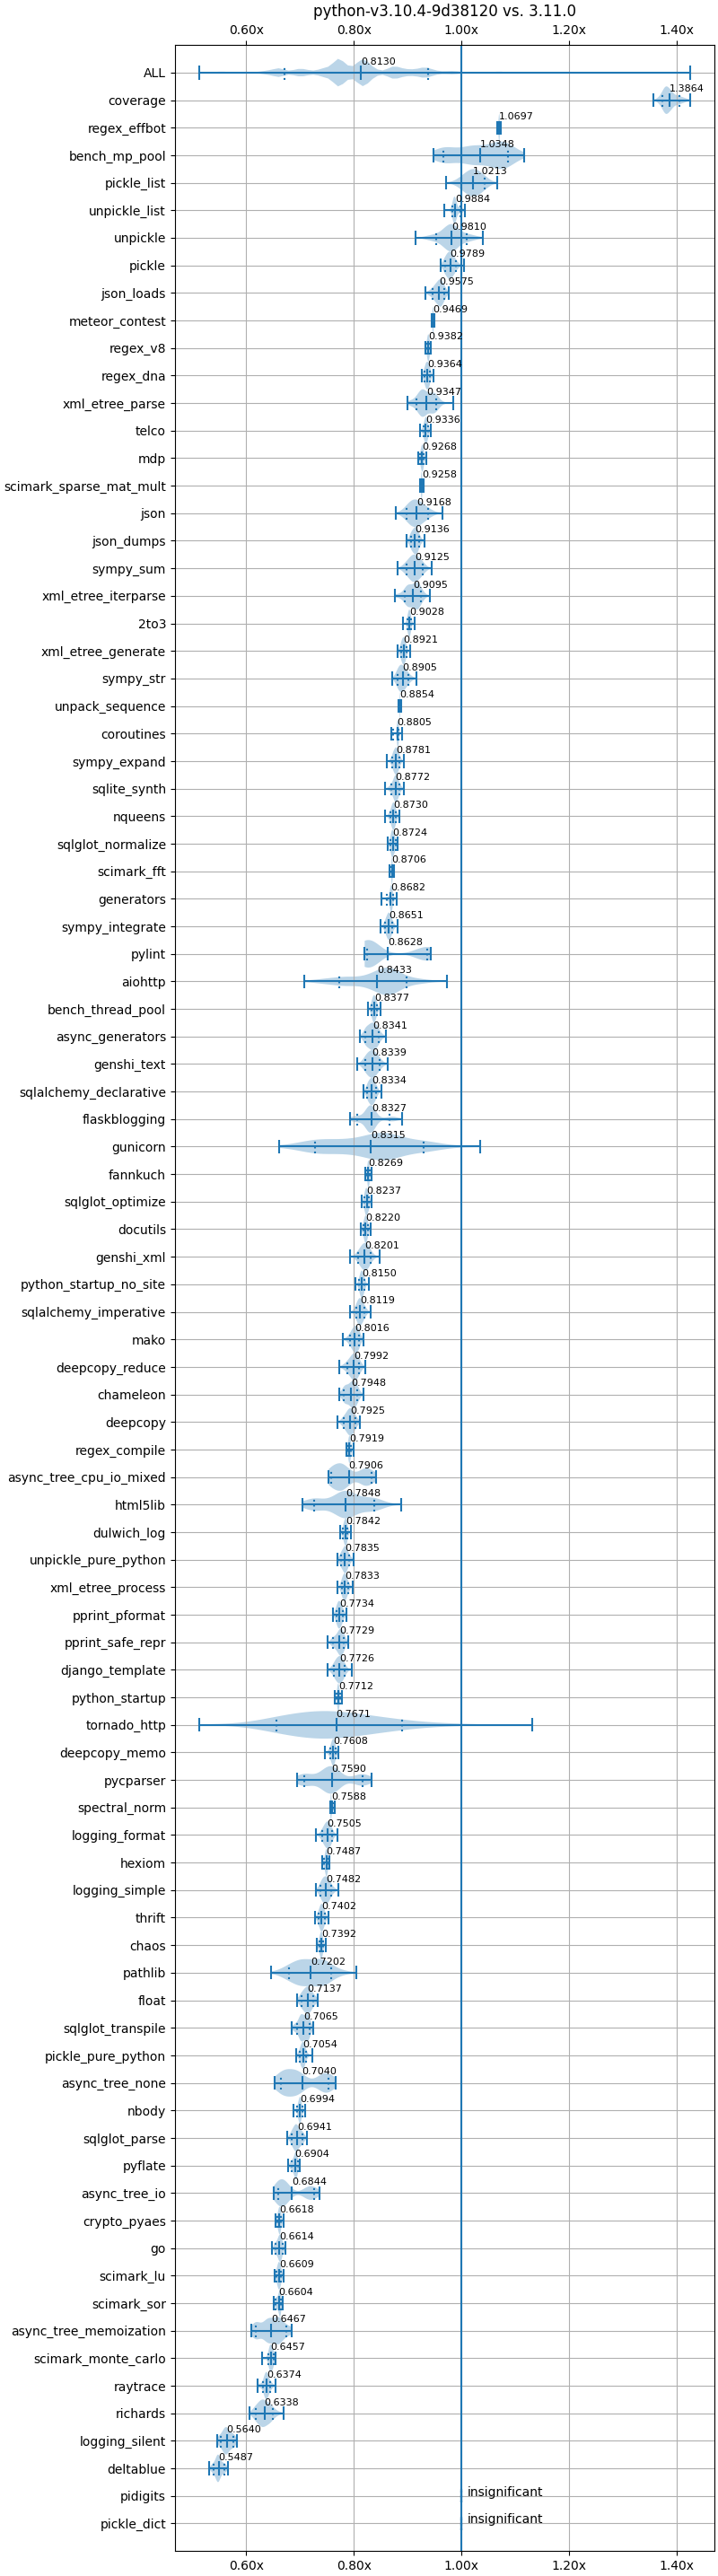 python-v3.10.4-9d38120 vs. 3.11.0
0.60x 0.80x 1.00x 1.20x 1.40x
ALL 0.8130
coverage 1.3864
regex_effbot 1.0697
bench_mp_pool 1.0348
pickle_list 1.0213
unpickle_list 0.9884
unpickle 0.9810
pickle 0.9789
json_loads 0.9575
meteor_contest 0.9469
regex_v8 0.9382
regex_dna 0.9364
xml_etree_parse 0.9347
telco 0.9336
mdp 0.9268
scimark_sparse_mat_mult 0.9258
json 0.9168
json_dumps 0.9136
sympy_sum 0.9125
xml_etree_iterparse 0.9095
2to3 0.9028
xml_etree_generate 0.8921
sympy_str 0.8905
unpack_sequence 0.8854
coroutines 0.8805
sympy_expand 0.8781
sqlite_synth 0.8772
nqueens 0.8730
sqlglot_normalize 0.8724
scimark_fft 0.8706
generators 0.8682
sympy_integrate 0.8651
pylint 0.8628
aiohttp 0.8433
bench_thread_pool 0.8377
async_generators 0.8341
genshi_text 0.8339
sqlalchemy_declarative 0.8334
flaskblogging 0.8327
gunicorn 0.8315
fannkuch 0.8269
sqlglot_optimize 0.8237
docutils 0.8220
genshi_xml 0.8201
python_startup_no_site 0.8150
sqlalchemy_imperative 0.8119
mako 0.8016
deepcopy_reduce 0.7992
chameleon 0.7948
deepcopy 0.7925
regex_compile 0.7919
async_tree_cpu_io_mixed 0.7906
html5lib 0.7848
dulwich_log 0.7842
unpickle_pure_python 0.7835
xml_etree_process 0.7833
pprint_pformat 0.7734
pprint_safe_repr 0.7729
django_template 0.7726
python_startup 0.7712
tornado_http 0.7671
deepcopy_memo 0.7608
pycparser 0.7590
spectral_norm 0.7588
logging_format 0.7505
hexiom 0.7487
logging_simple 0.7482
thrift 0.7402
chaos 0.7392
pathlib 0.7202
float 0.7137
sqlglot_transpile 0.7065
pickle_pure_python 0.7054
async_tree_none 0.7040
nbody 0.6994
sqlglot_parse 0.6941
pyflate 0.6904
async_tree_io 0.6844
crypto_pyaes 0.6618
go 0.6614
scimark_lu 0.6609
scimark_sor 0.6604
async_tree_memoization 0.6467
scimark_monte_carlo 0.6457
raytrace 0.6374
richards 0.6338
logging_silent 0.5640
deltablue 0.5487
pidigits insignificant
pickle_dict insignificant
0.60x 0.80x 1.00x 1.20x 1.40x